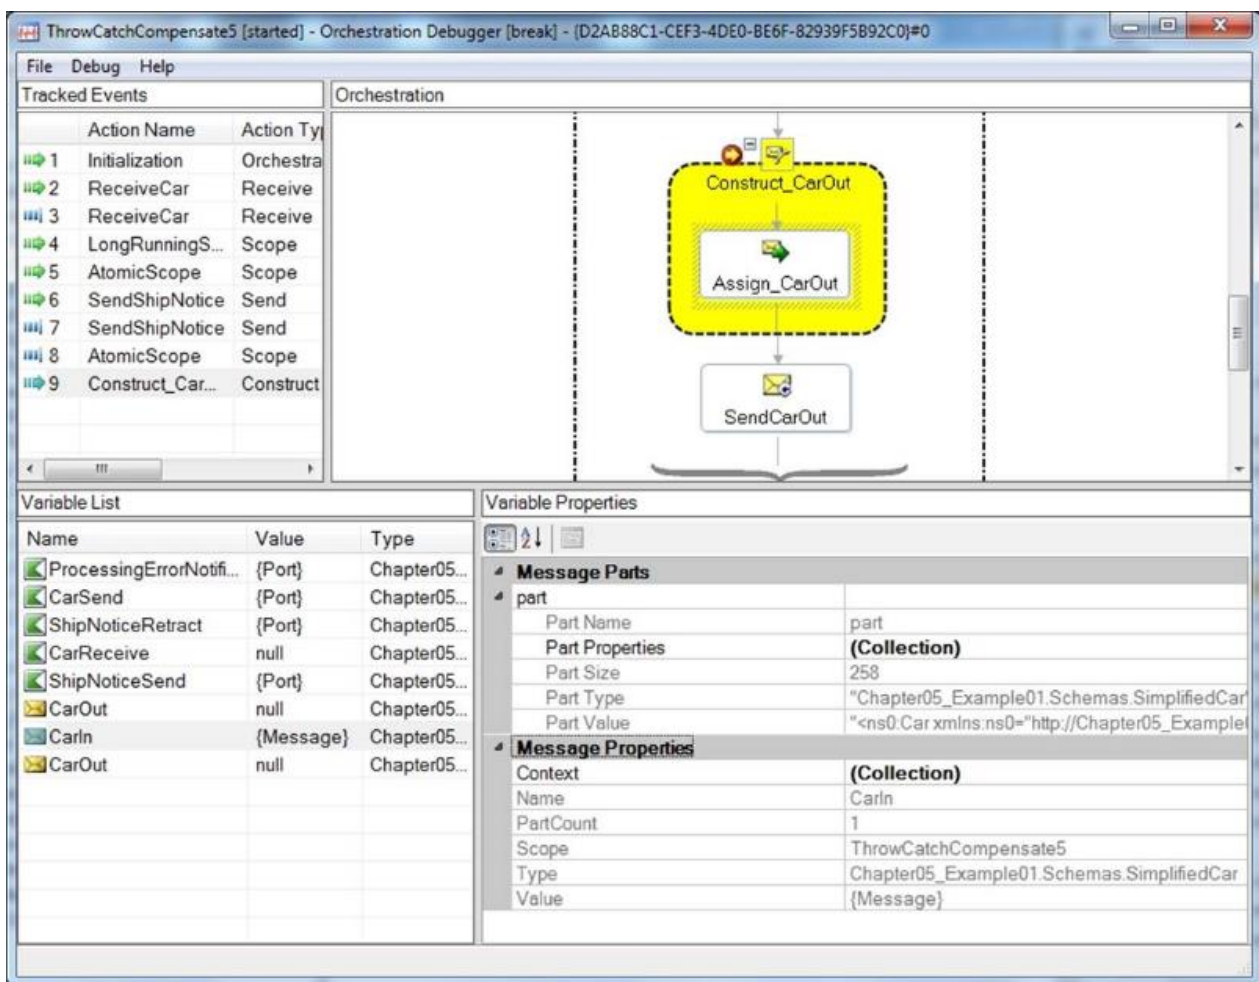 ThrowCatchCompensate5 [started] - Orchestration Debugger [break] - {D2AB88C1-CEF3-4DE0-BE6F-82939F5B92C0}#0
File Debug Help
Tracked Events
Action Name Action Typ
1 Initialization Orchestra
2 ReceiveCar Receive
3 ReceiveCar Receive
4 LongRunningS... Scope
5 AtomicScope Scope
6 SendShipNotice Send
7 SendShipNotice Send
8 AtomicScope Scope
9 Construct_Car... Construct
Orchestration
Construct_CarOut
Assign_CarOut
SendCarOut
Variable List
Name Value Type
ProcessingErrorNotifi... {Port} Chapter05...
CarSend {Port} Chapter05...
ShipNoticeRetract {Port} Chapter05...
CarReceive null Chapter05...
ShipNoticeSend {Port} Chapter05...
CarOut null Chapter05...
CarIn {Message} Chapter05...
CarOut null Chapter05...
Variable Properties
Message Parts
part
Part Name part
Part Properties (Collection)
Part Size 258
Part Type "Chapter05_Example01.Schemas.SimplifiedCar"
Part Value "<ns0:Car xmlns:ns0="http://Chapter05_Example
Message Properties
Context (Collection)
Name CarIn
PartCount 1
Scope ThrowCatchCompensate5
Type Chapter05_Example01.Schemas.SimplifiedCar
Value {Message}